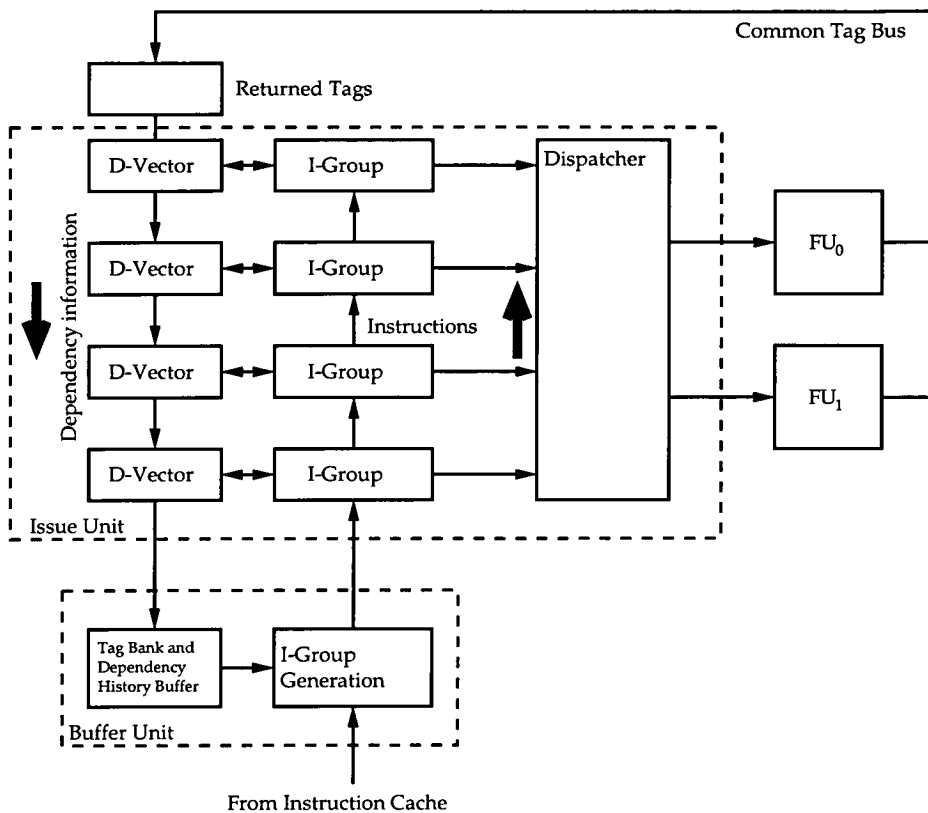 Common Tag Bus
Returned Tags
D-Vector
I-Group
Dispatcher
D-Vector
I-Group
FU0
Dependency information
Instructions
D-Vector
I-Group
FU1
D-Vector
I-Group
Issue Unit
Tag Bank and
Dependency
History Buffer
I-Group
Generation
Buffer Unit
From Instruction Cache